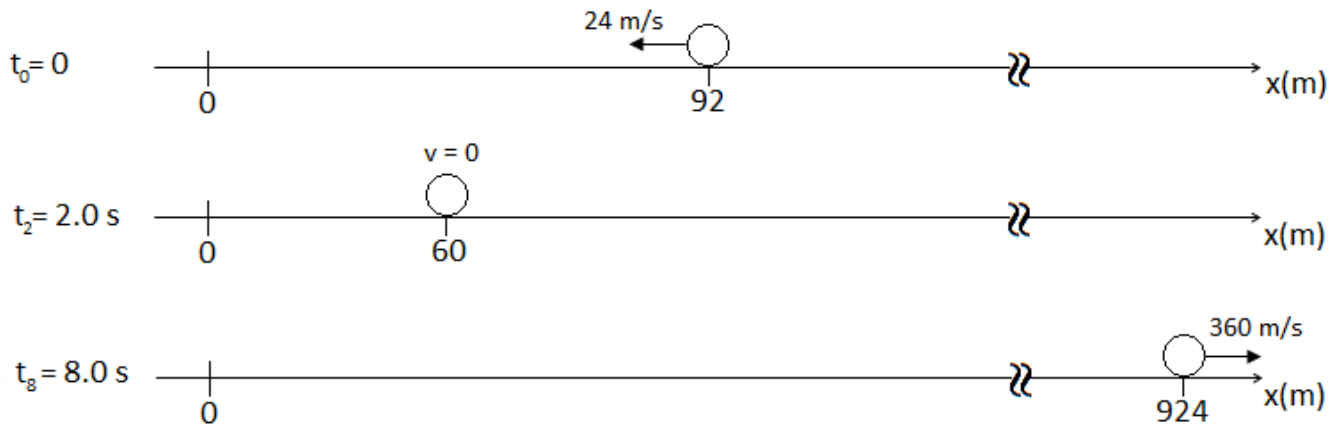 24 m/s
t₀= 0
0
92
x(m)
v = 0
t₂= 2.0 s
0
60
x(m)
360 m/s
t₈= 8.0 s
0
924
x(m)